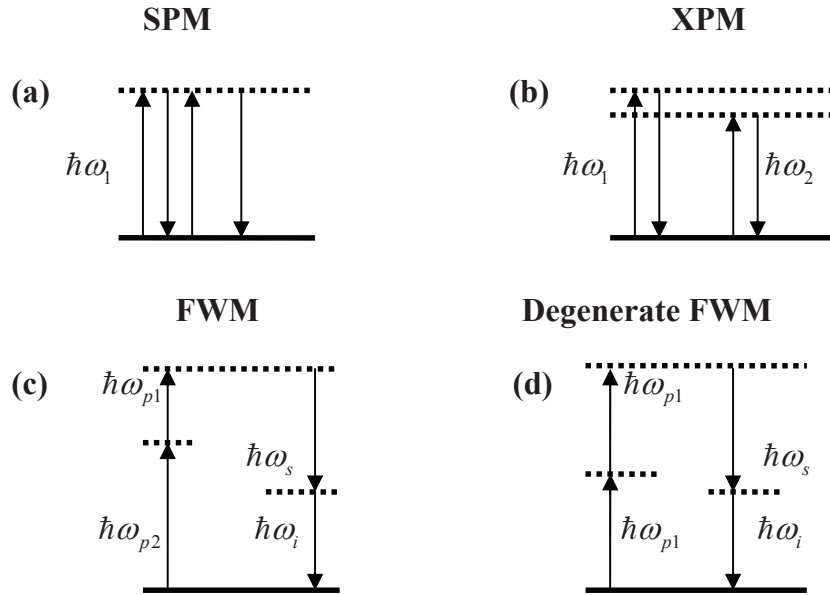 SPM
XPM
(a)
ħω₁
(b)
ħω₁
ħω₂
FWM
Degenerate FWM
(c)
ħωₚ₁
ħωₛ
ħωₚ₂
ħωᵢ
(d)
ħωₚ₁
ħωₛ
ħωₚ₁
ħωᵢ